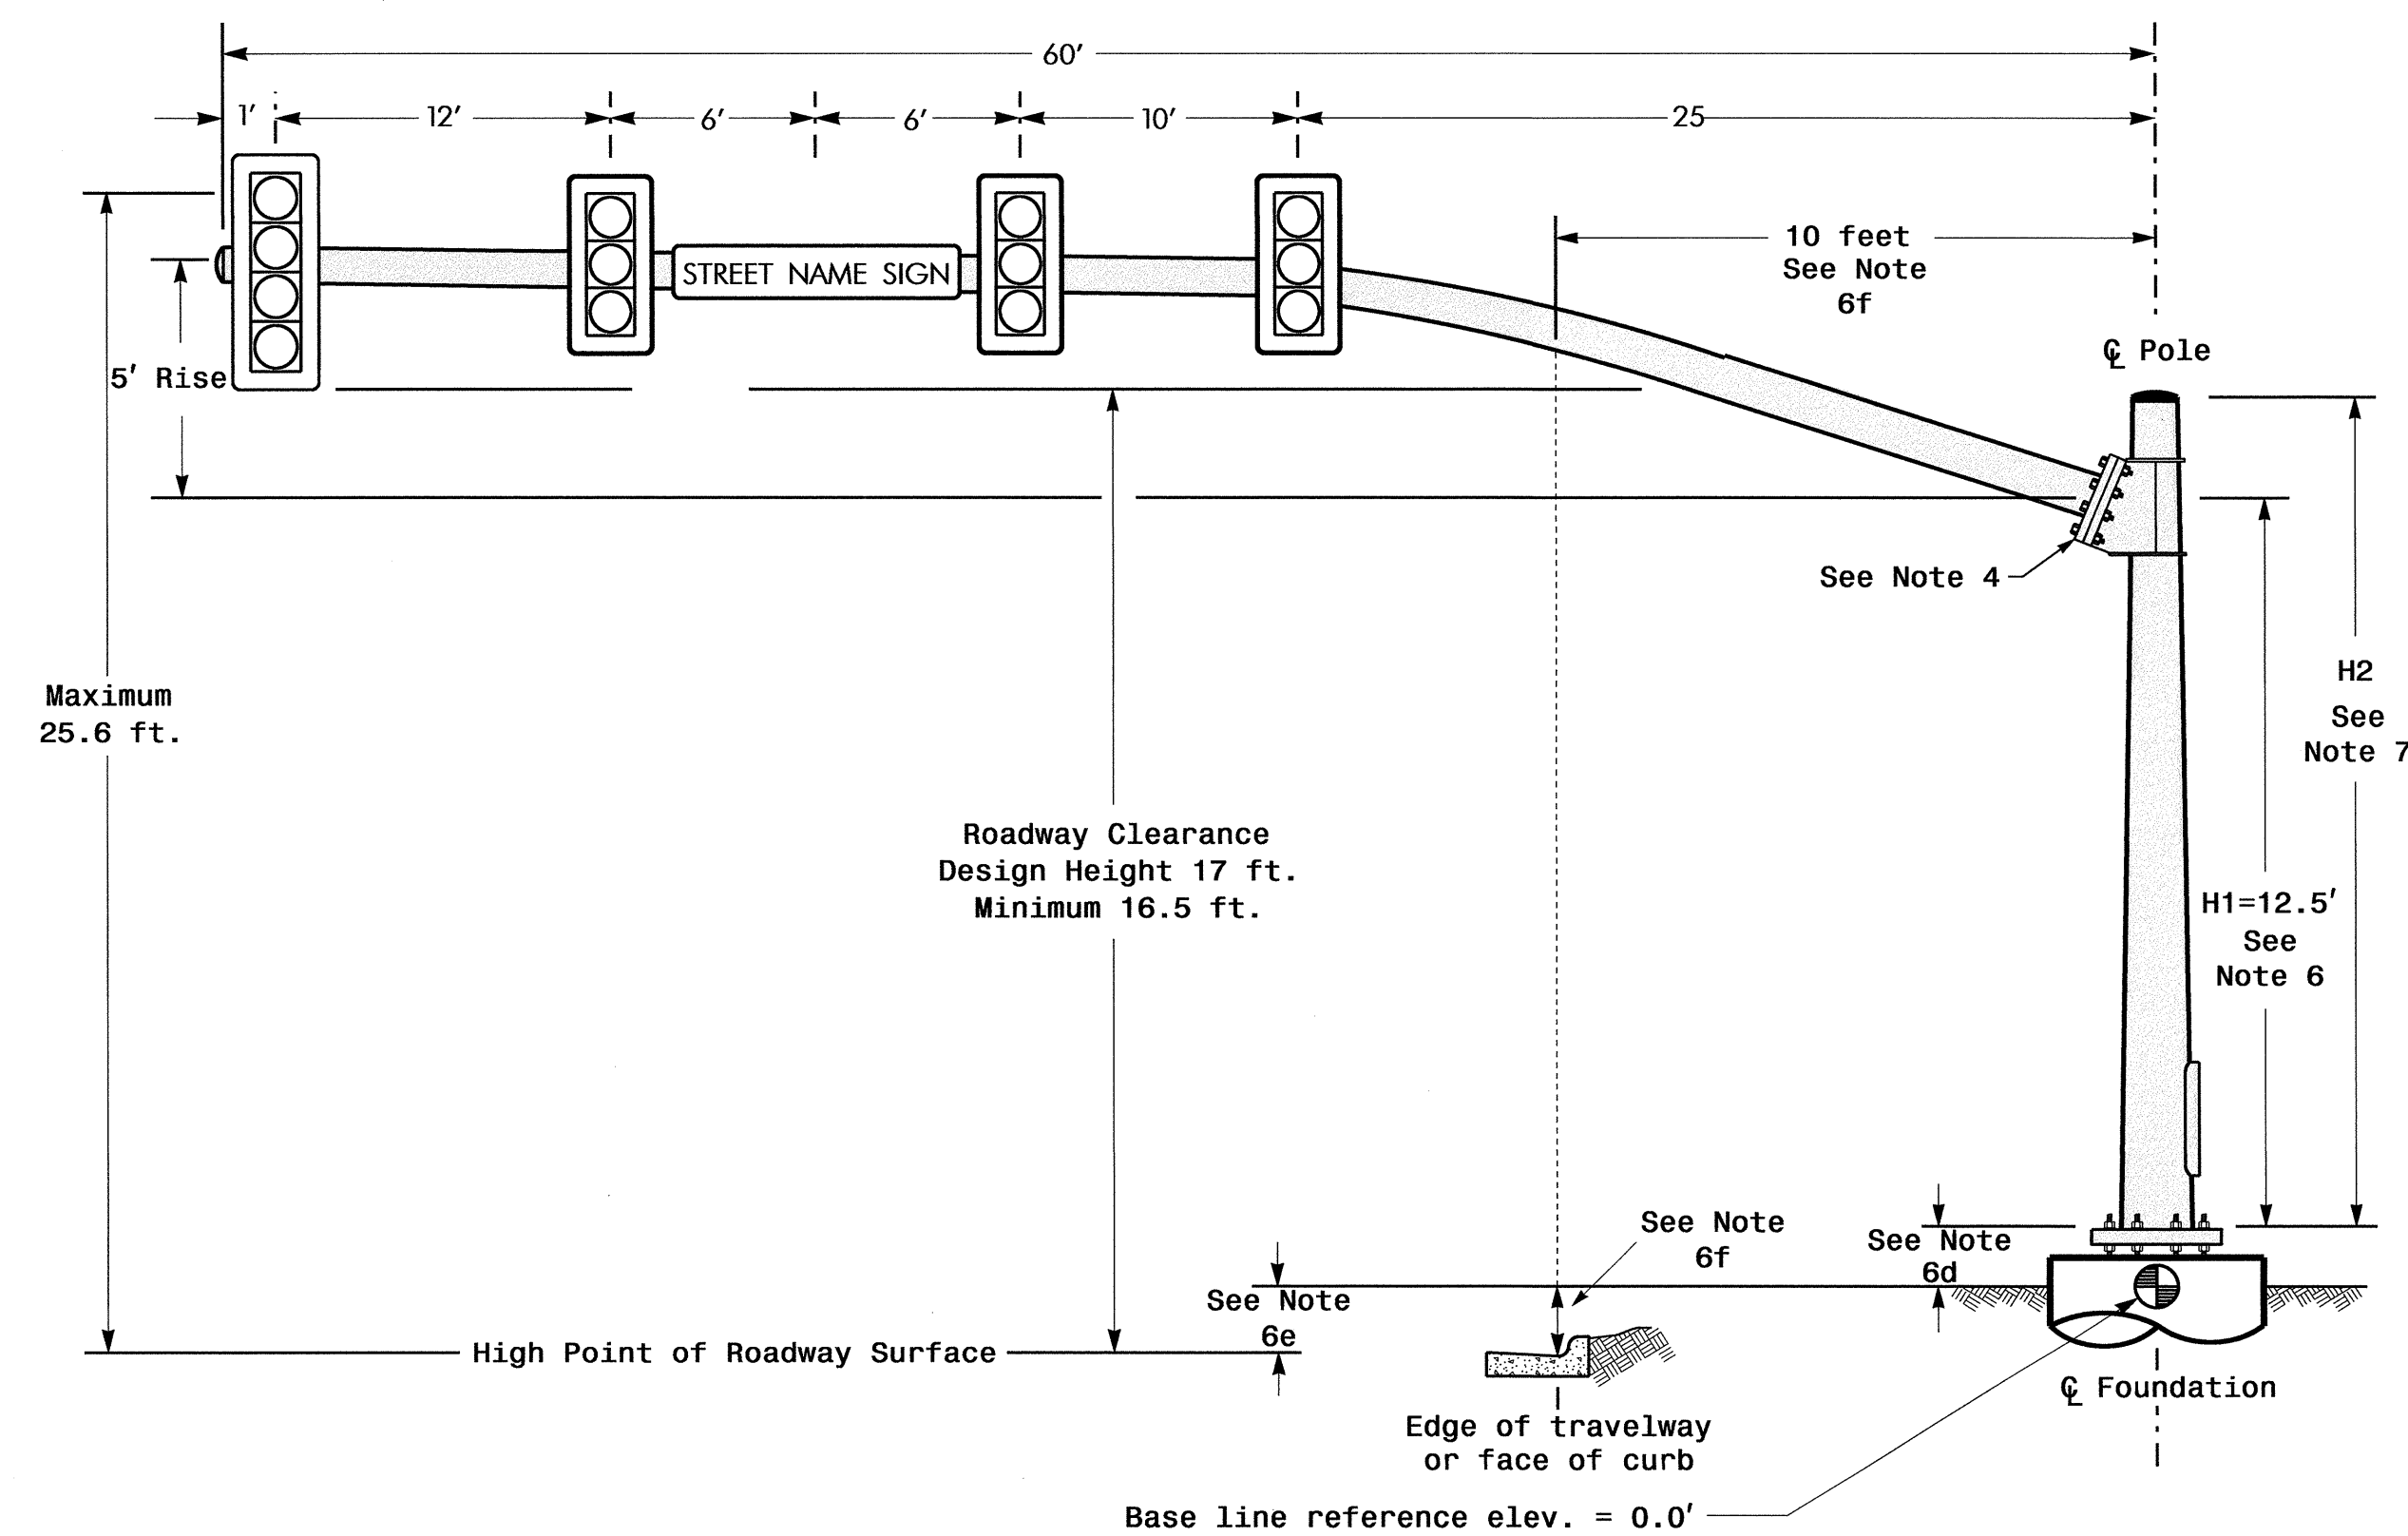 60′
1′
12′
6′
6′
10′
25
STREET NAME SIGN
10 feet
See Note
6f
℄ Pole
5′ Rise
See Note 4
H2
See
Note 7
Maximum
25.6 ft.
Roadway Clearance
Design Height 17 ft.
Minimum 16.5 ft.
H1=12.5′
See
Note 6
See Note
6f
See Note
6d
See Note
6e
High Point of Roadway Surface
℄ Foundation
Edge of travelway
or face of curb
Base line reference elev. = 0.0′